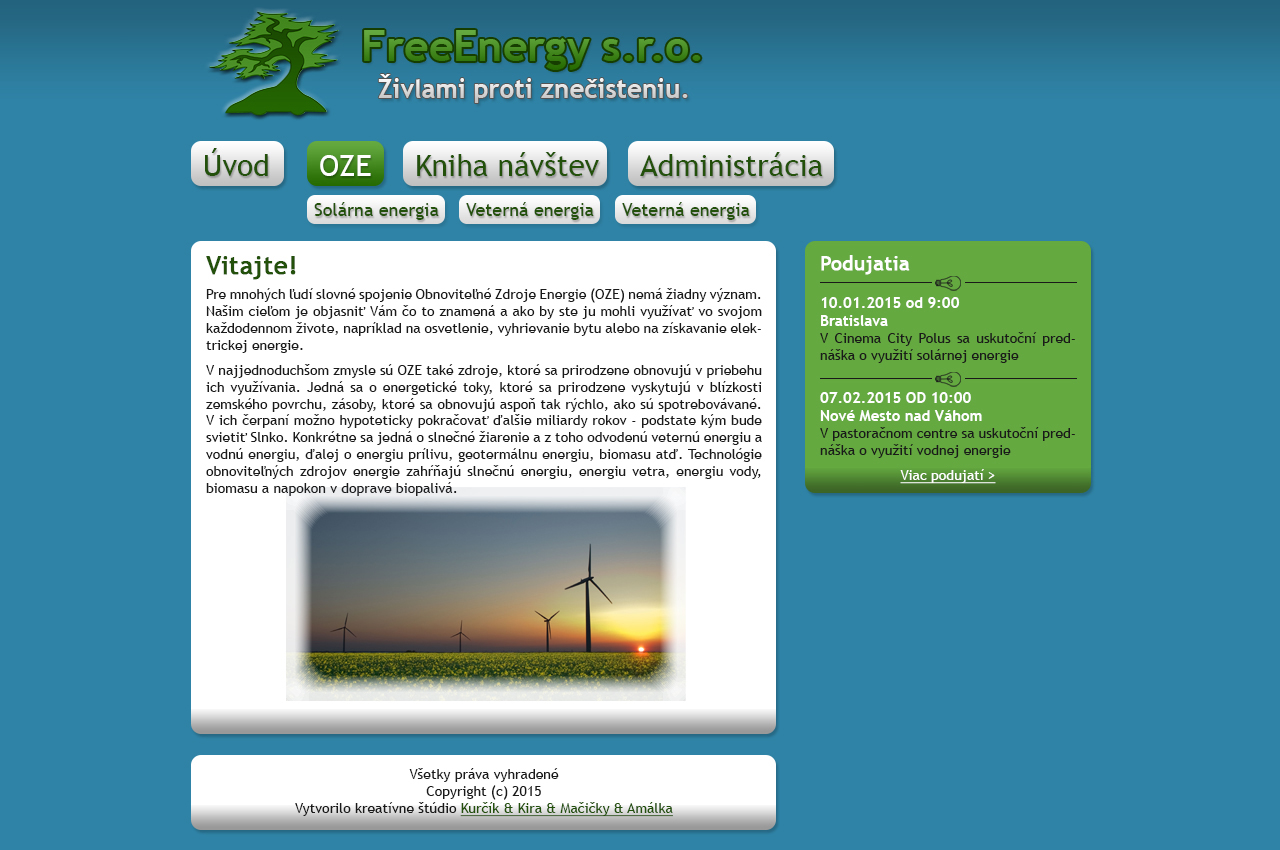 FreeEnergy s.r.o.
Živlami proti znečisteniu.
Úvod OZE Kniha návštev Administrácia
Solárna energia Veterná energia Veterná energia
Vitajte!
Pre mnohých ľudí slovné spojenie Obnoviteľné Zdroje Energie (OZE) nemá žiadny význam.
Našim cieľom je objasniť Vám čo to znamená a ako by ste ju mohli využívať vo svojom
každodennom živote, napríklad na osvetlenie, vyhrievanie bytu alebo na získavanie elek-
trickej energie.
V najjednoduchšom zmysle sú OZE také zdroje, ktoré sa prirodzene obnovujú v priebehu
ich využívania. Jedná sa o energetické toky, ktoré sa prirodzene vyskytujú v blízkosti
zemského povrchu, zásoby, ktoré sa obnovujú aspoň tak rýchlo, ako sú spotrebovávané.
V ich čerpaní možno hypoteticky pokračovať ďalšie miliardy rokov - podstate kým bude
svietiť Slnko. Konkrétne sa jedná o slnečné žiarenie a z toho odvodenú veternú energiu a
vodnú energiu, ďalej o energiu prílivu, geotermálnu energiu, biomasu atď. Technológie
obnoviteľných zdrojov energie zahŕňajú slnečnú energiu, energiu vetra, energiu vody,
biomasu a napokon v doprave biopalivá.
Podujatia
10.01.2015 od 9:00
Bratislava
V Cinema City Polus sa uskutoční pred-
náška o využití solárnej energie
07.02.2015 OD 10:00
Nové Mesto nad Váhom
V pastoračnom centre sa uskutoční pred-
náška o využití vodnej energie
Viac podujatí >
Všetky práva vyhradené
Copyright (c) 2015
Vytvorilo kreatívne štúdio Kurčík & Kira & Mačičky & Amálka